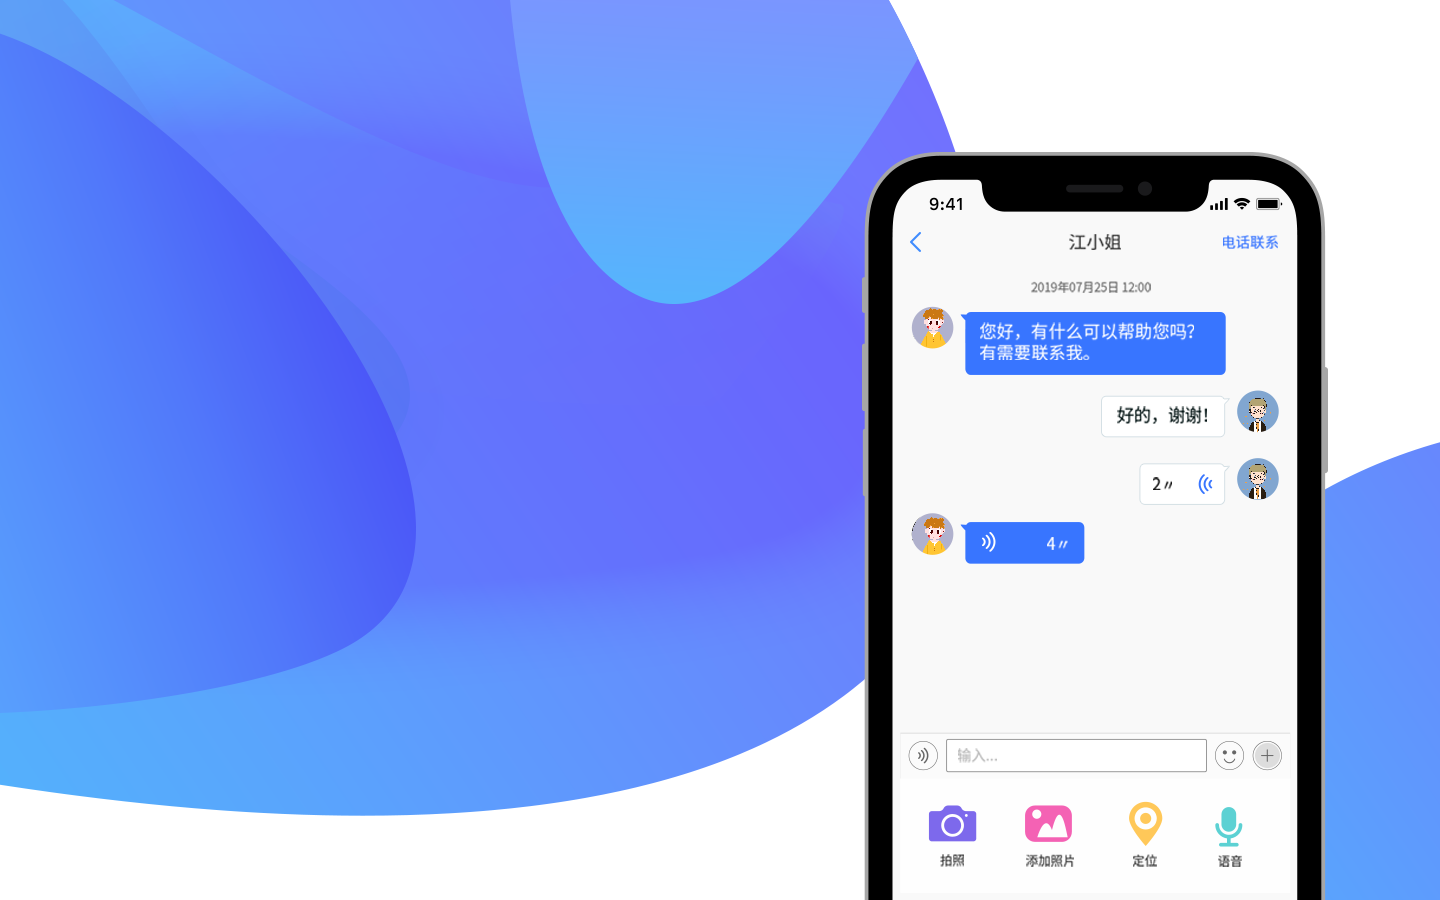 9:41
江小姐
电话联系
2019年07月25日 12:00
您好，有什么可以帮助您吗？
有需要联系我。
好的，谢谢！
2〃
4〃
输入...
拍照
添加照片
定位
语音